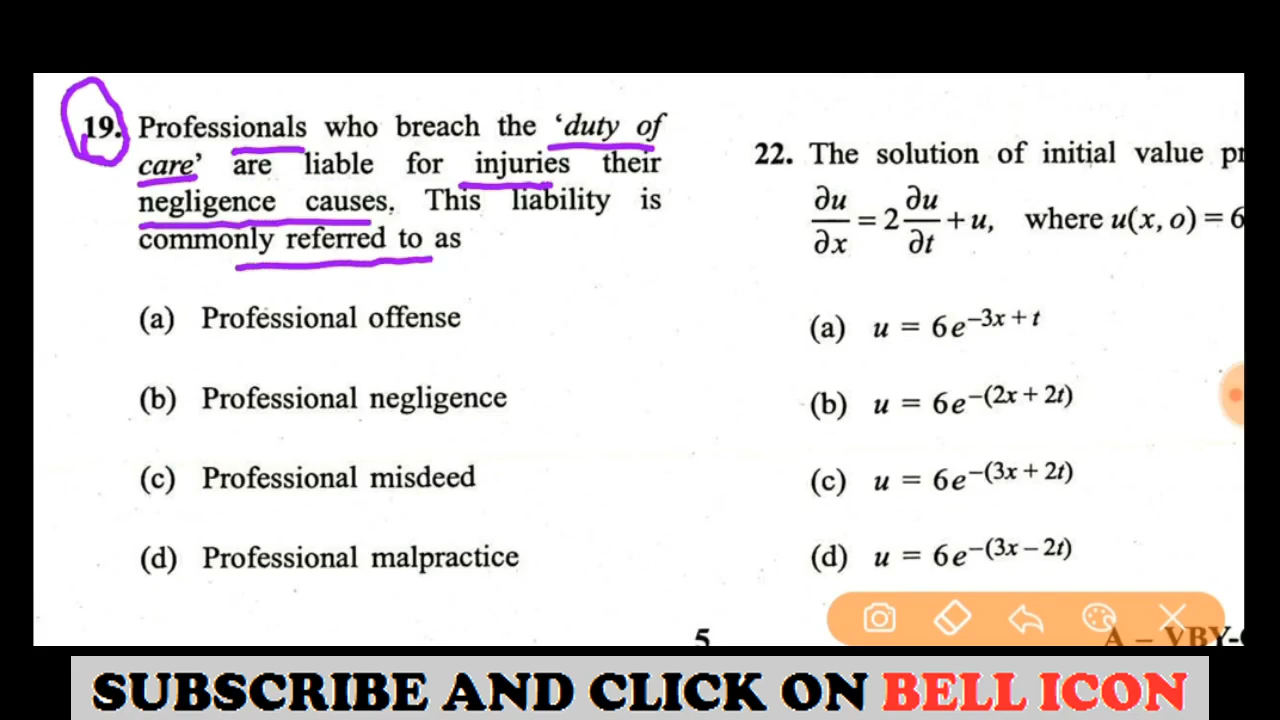 19. Professionals who breach the ‘duty of
care’ are liable for injuries their
negligence causes. This liability is
commonly referred to as
(a) Professional offense
(b) Professional negligence
(c) Professional misdeed
(d) Professional malpractice
22. The solution of initial value
∂u/∂x = 2 ∂u/∂t + u, where u(x, o) = 6
(a) u = 6e^{-3x + t}
(b) u = 6e^{-(2x + 2t)}
(c) u = 6e^{-(3x + 2t)}
(d) u = 6e^{-(3x - 2t)}
5
A – VBY-
SUBSCRIBE AND CLICK ON BELL ICON